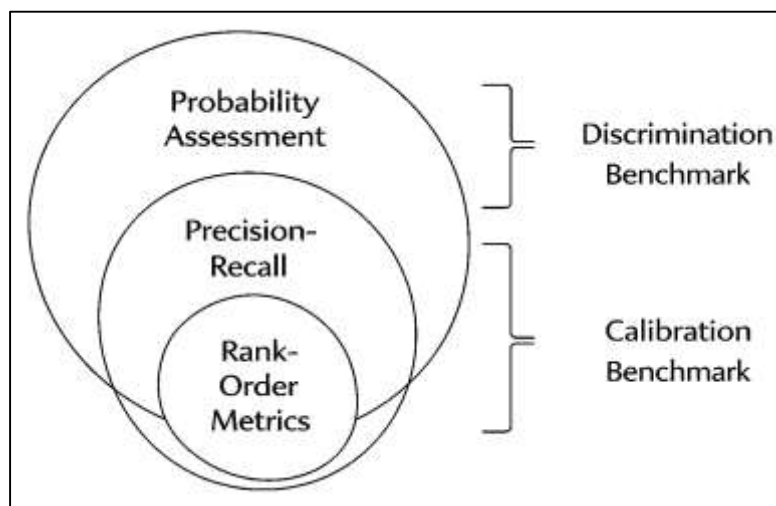 Probability
Assessment
Discrimination
Benchmark
Precision-
Recall
Rank-
Order
Metrics
Calibration
Benchmark